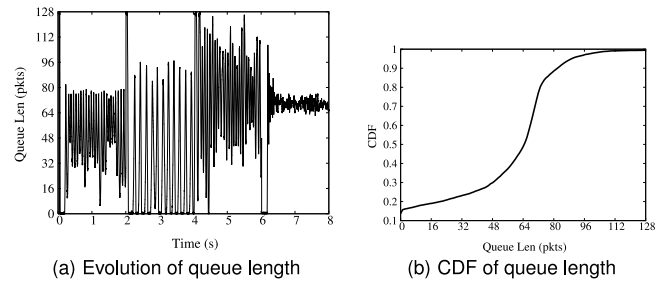 128
112
96
80
64
48
32
16
0
Queue Len (pkts)
0 1 2 3 4 5 6 7 8
Time (s)
(a) Evolution of queue length
1
0.9
0.8
0.7
0.6
0.5
0.4
0.3
0.2
0.1
CDF
0 16 32 48 64 80 96 112 128
Queue Len (pkts)
(b) CDF of queue length